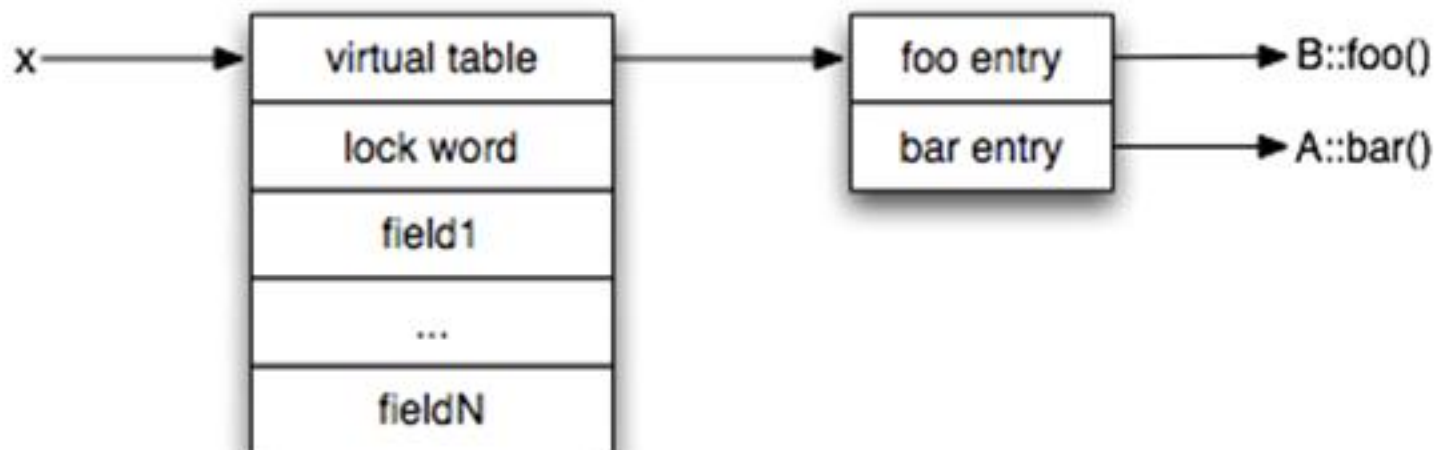 x
virtual table
foo entry
B::foo()
lock word
bar entry
A::bar()
field1
...
fieldN